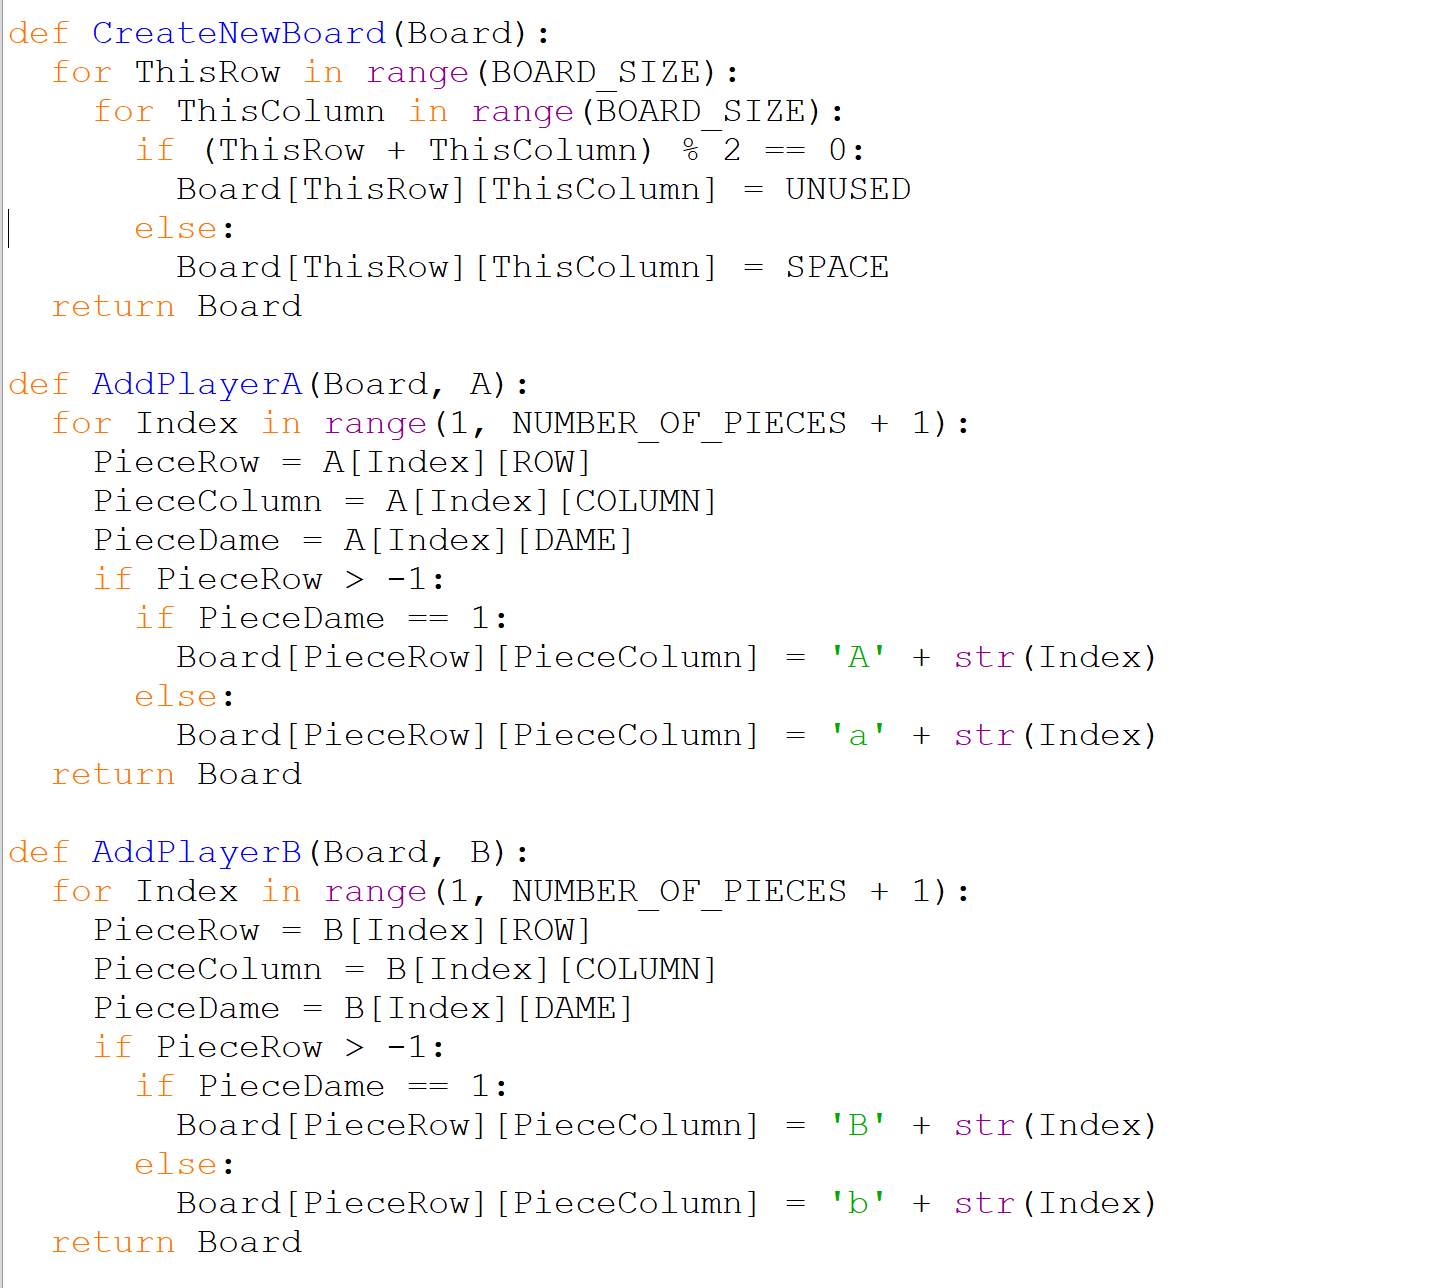 def CreateNewBoard(Board):
  for ThisRow in range(BOARD_SIZE):
    for ThisColumn in range(BOARD_SIZE):
      if (ThisRow + ThisColumn) % 2 == 0:
        Board[ThisRow][ThisColumn] = UNUSED
      else:
        Board[ThisRow][ThisColumn] = SPACE
  return Board

def AddPlayerA(Board, A):
  for Index in range(1, NUMBER_OF_PIECES + 1):
    PieceRow = A[Index][ROW]
    PieceColumn = A[Index][COLUMN]
    PieceDame = A[Index][DAME]
    if PieceRow > -1:
      if PieceDame == 1:
        Board[PieceRow][PieceColumn] = 'A' + str(Index)
      else:
        Board[PieceRow][PieceColumn] = 'a' + str(Index)
  return Board

def AddPlayerB(Board, B):
  for Index in range(1, NUMBER_OF_PIECES + 1):
    PieceRow = B[Index][ROW]
    PieceColumn = B[Index][COLUMN]
    PieceDame = B[Index][DAME]
    if PieceRow > -1:
      if PieceDame == 1:
        Board[PieceRow][PieceColumn] = 'B' + str(Index)
      else:
        Board[PieceRow][PieceColumn] = 'b' + str(Index)
  return Board